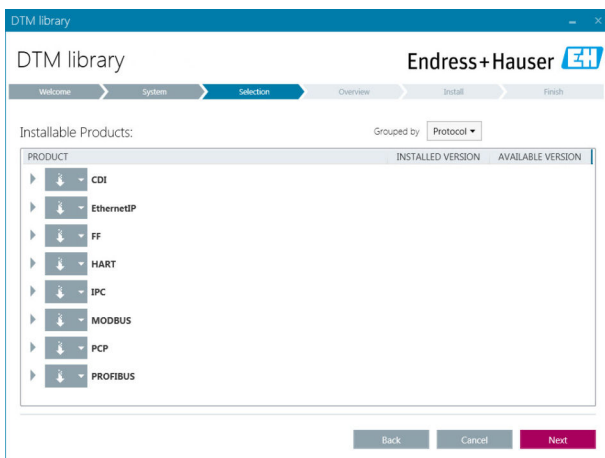 DTM library
DTM library
Endress+Hauser EH
Welcome System Selection Overview Install Finish
Installable Products:
Grouped by Protocol
PRODUCT INSTALLED VERSION AVAILABLE VERSION
CDI
EthernetIP
FF
HART
IPC
MODBUS
PCP
PROFIBUS
Back Cancel Next